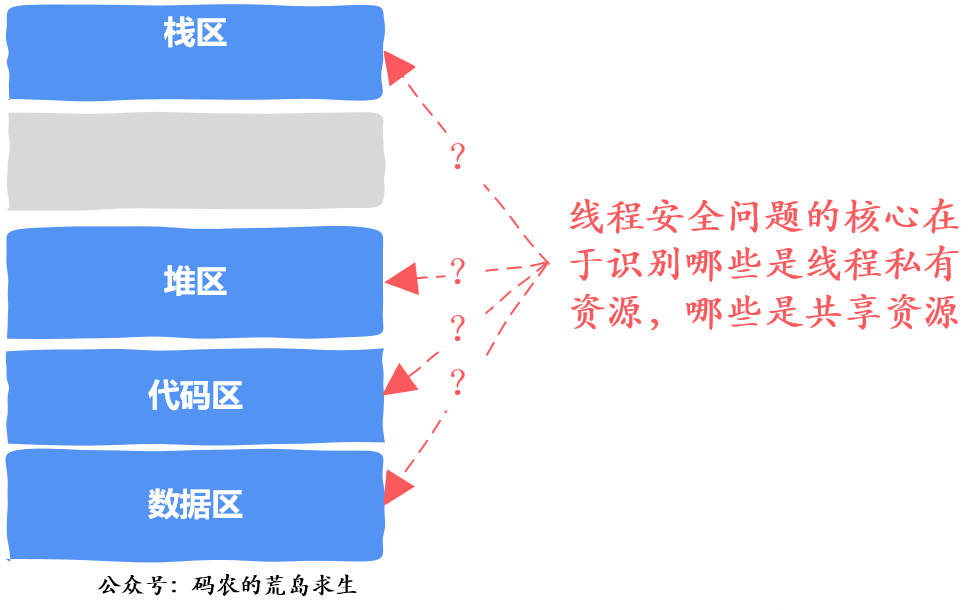 栈区
?
线程安全问题的核心在
于识别哪些是线程私有
资源，哪些是共享资源
堆区
?
?
代码区
?
数据区
公众号：码农的荒岛求生